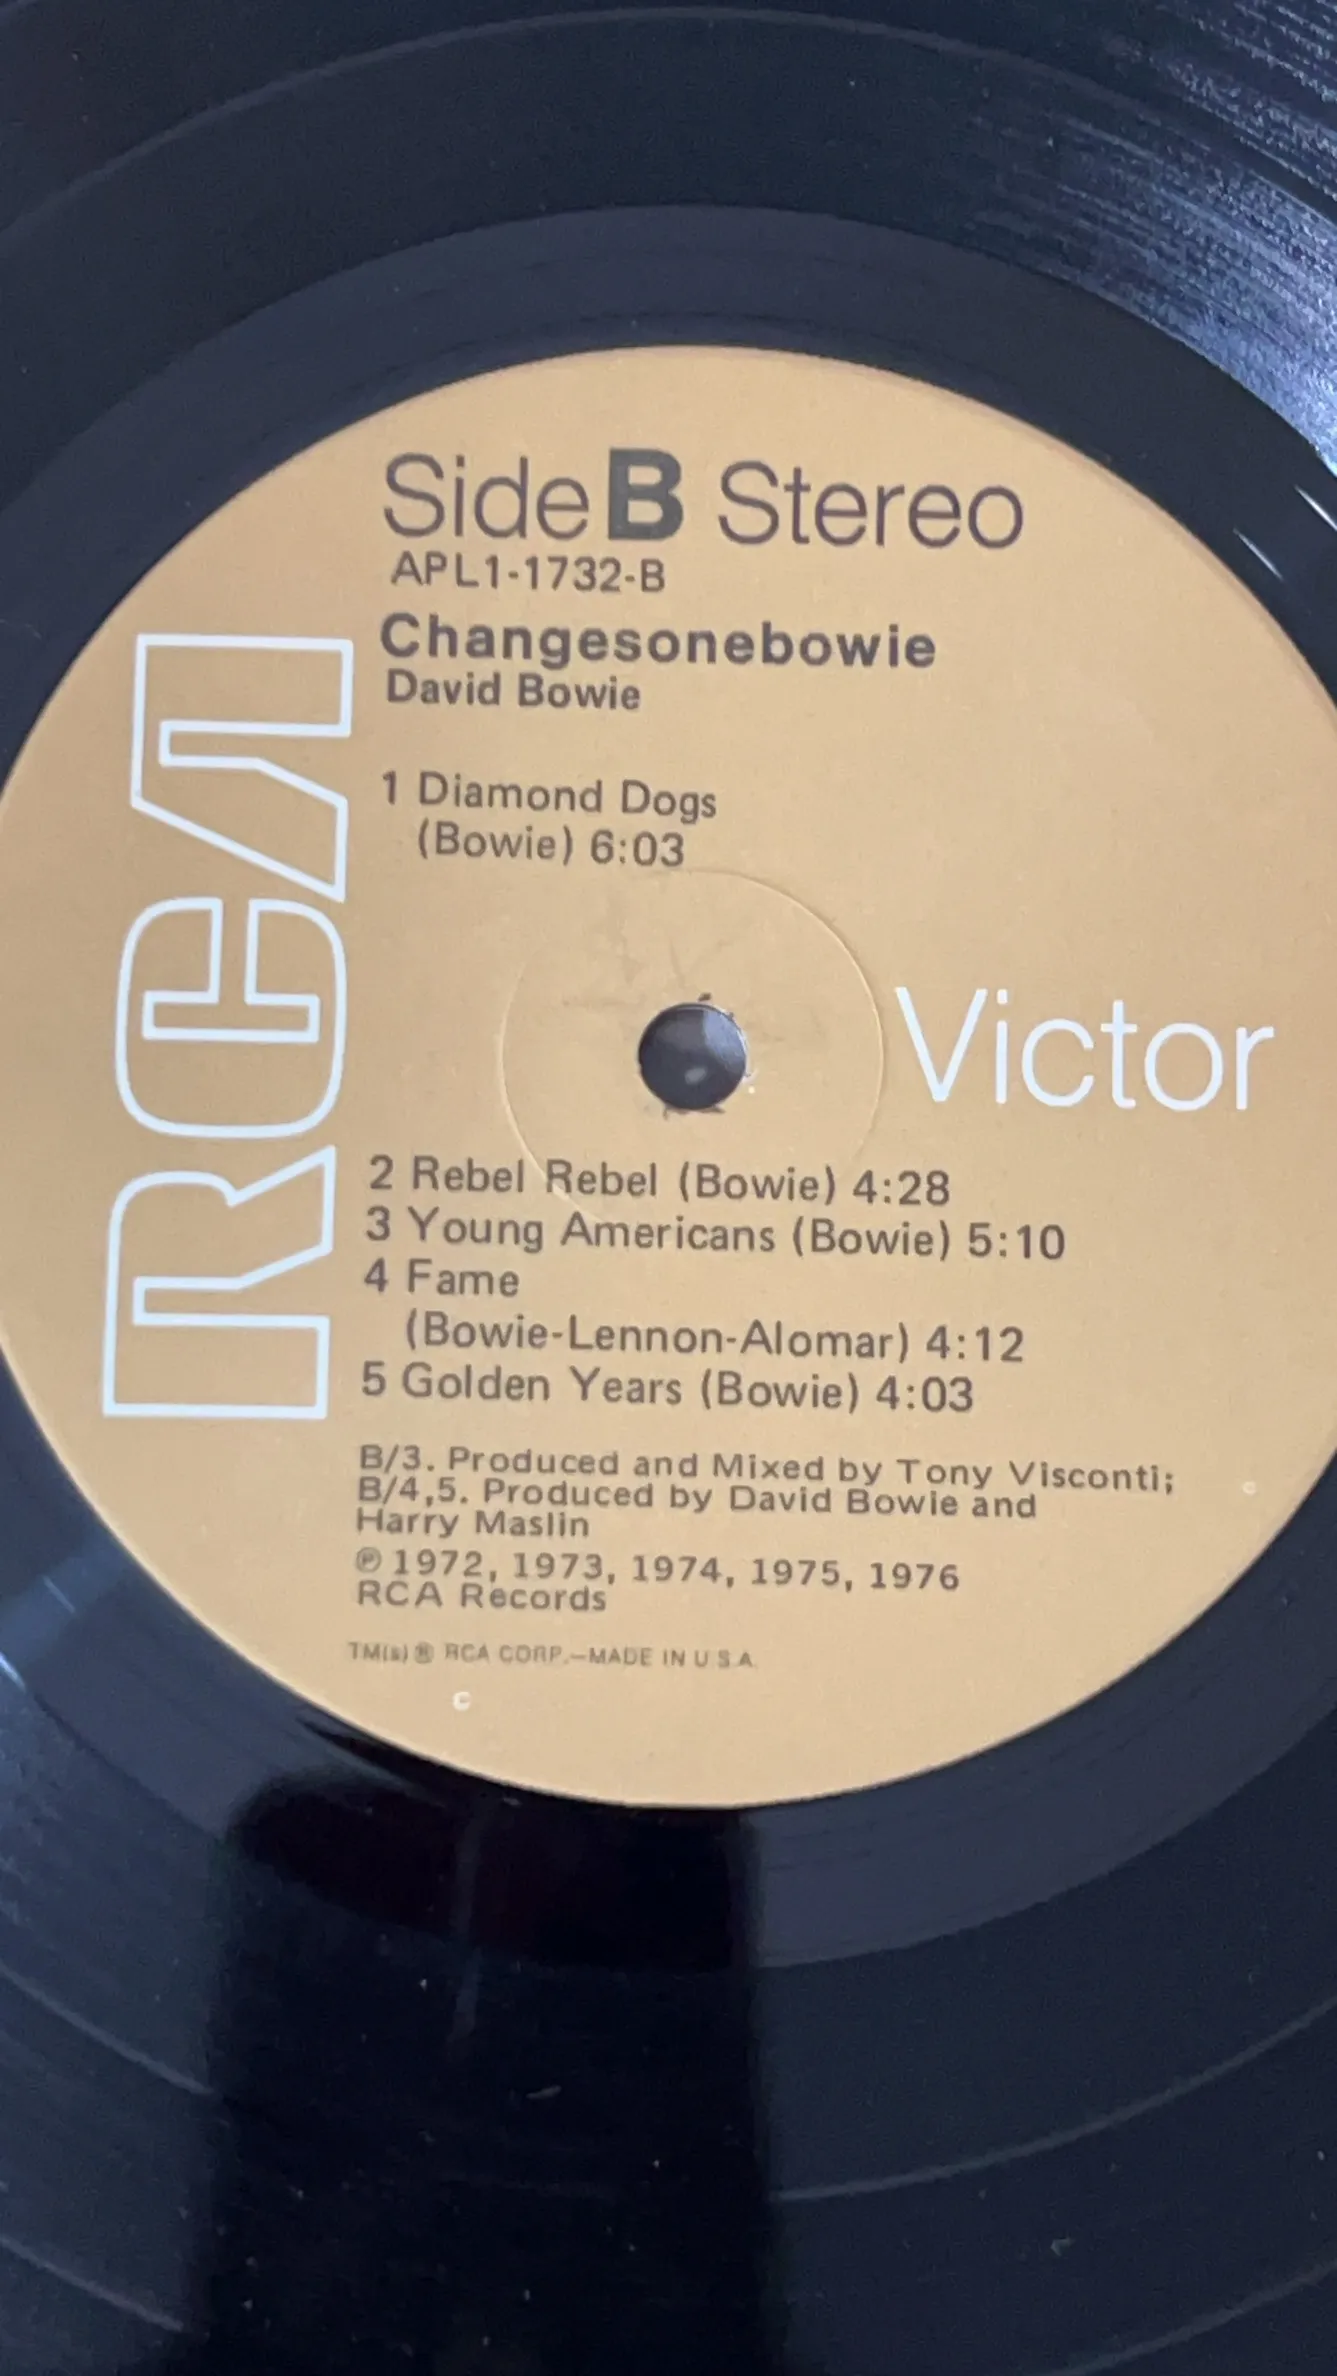 Side B Stereo
APL1-1732-B
Changesonebowie
David Bowie
1 Diamond Dogs
(Bowie) 6:03
RCA
Victor
2 Rebel Rebel (Bowie) 4:28
3 Young Americans (Bowie) 5:10
4 Fame
(Bowie-Lennon-Alomar) 4:12
5 Golden Years (Bowie) 4:03
B/3. Produced and Mixed by Tony Visconti;
B/4,5. Produced by David Bowie and
Harry Maslin
℗ 1972, 1973, 1974, 1975, 1976
RCA Records
TM(s) ® RCA CORP.—MADE IN U.S.A.
c
c